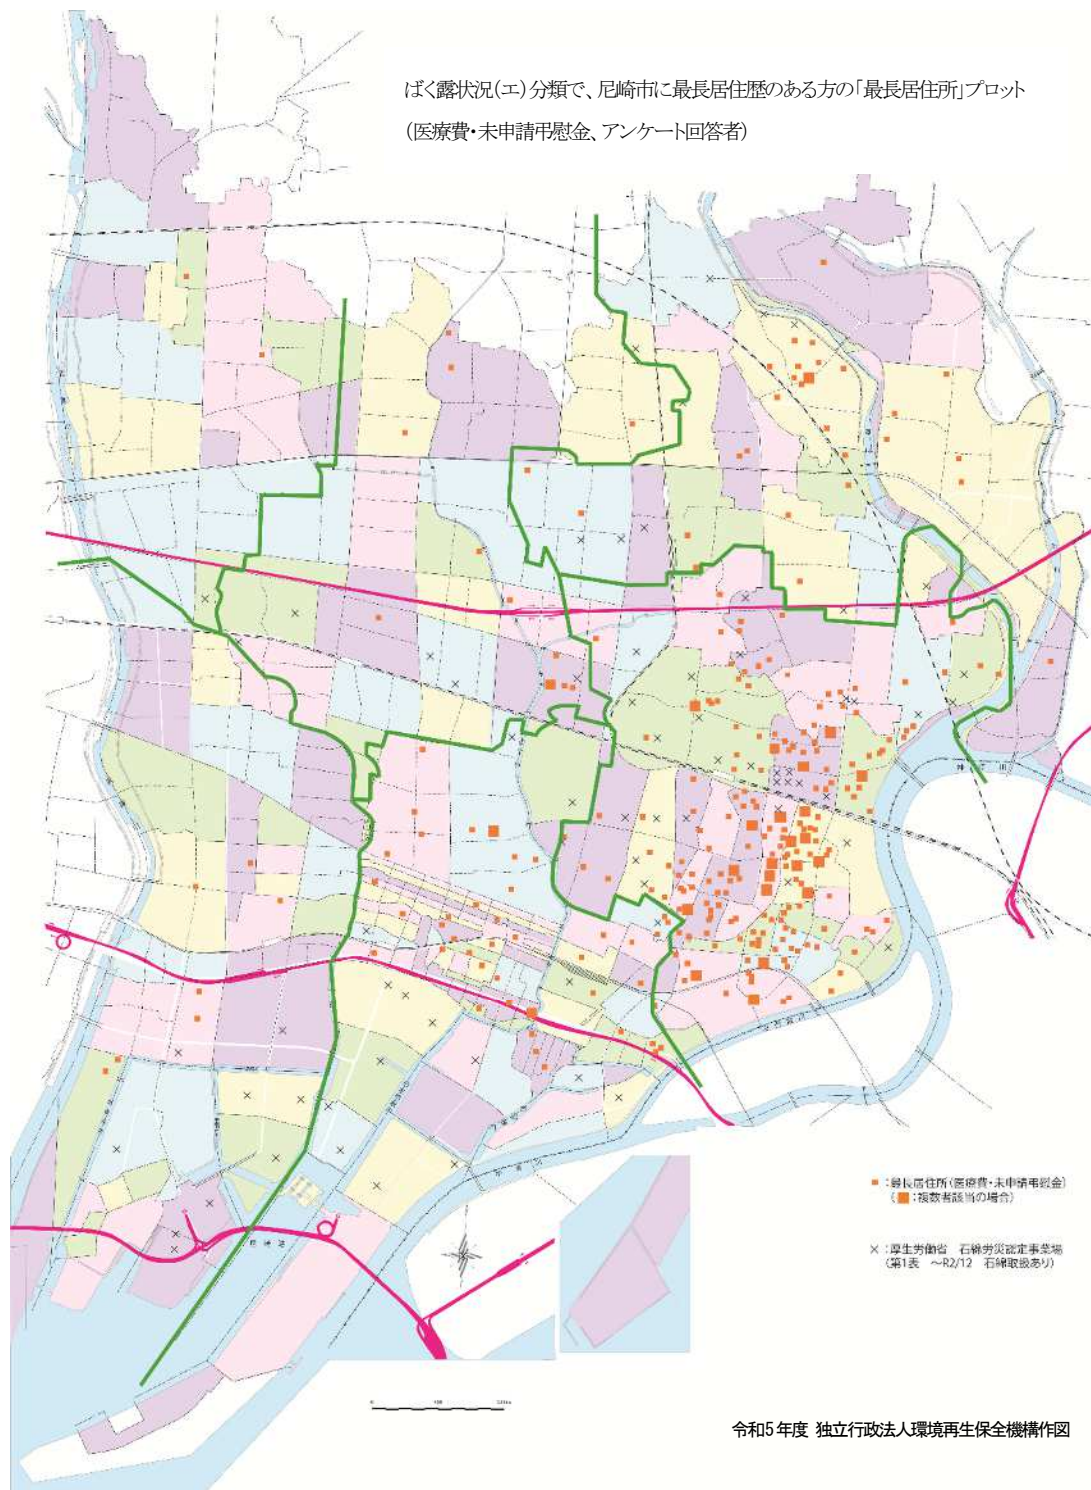 ばく露状況(エ)分類で、尼崎市に最長居住歴のある方の「最長居住所」プロット
(医療費・未申請弔慰金、アンケート回答者)
:最長居住所(医療費・未申請弔慰金)
(:複数者該当の場合)
:厚生労働省 石綿労災認定事業場
(第1表 ～R2/12 石綿取扱あり)
令和5年度 独立行政法人環境再生保全機構作図